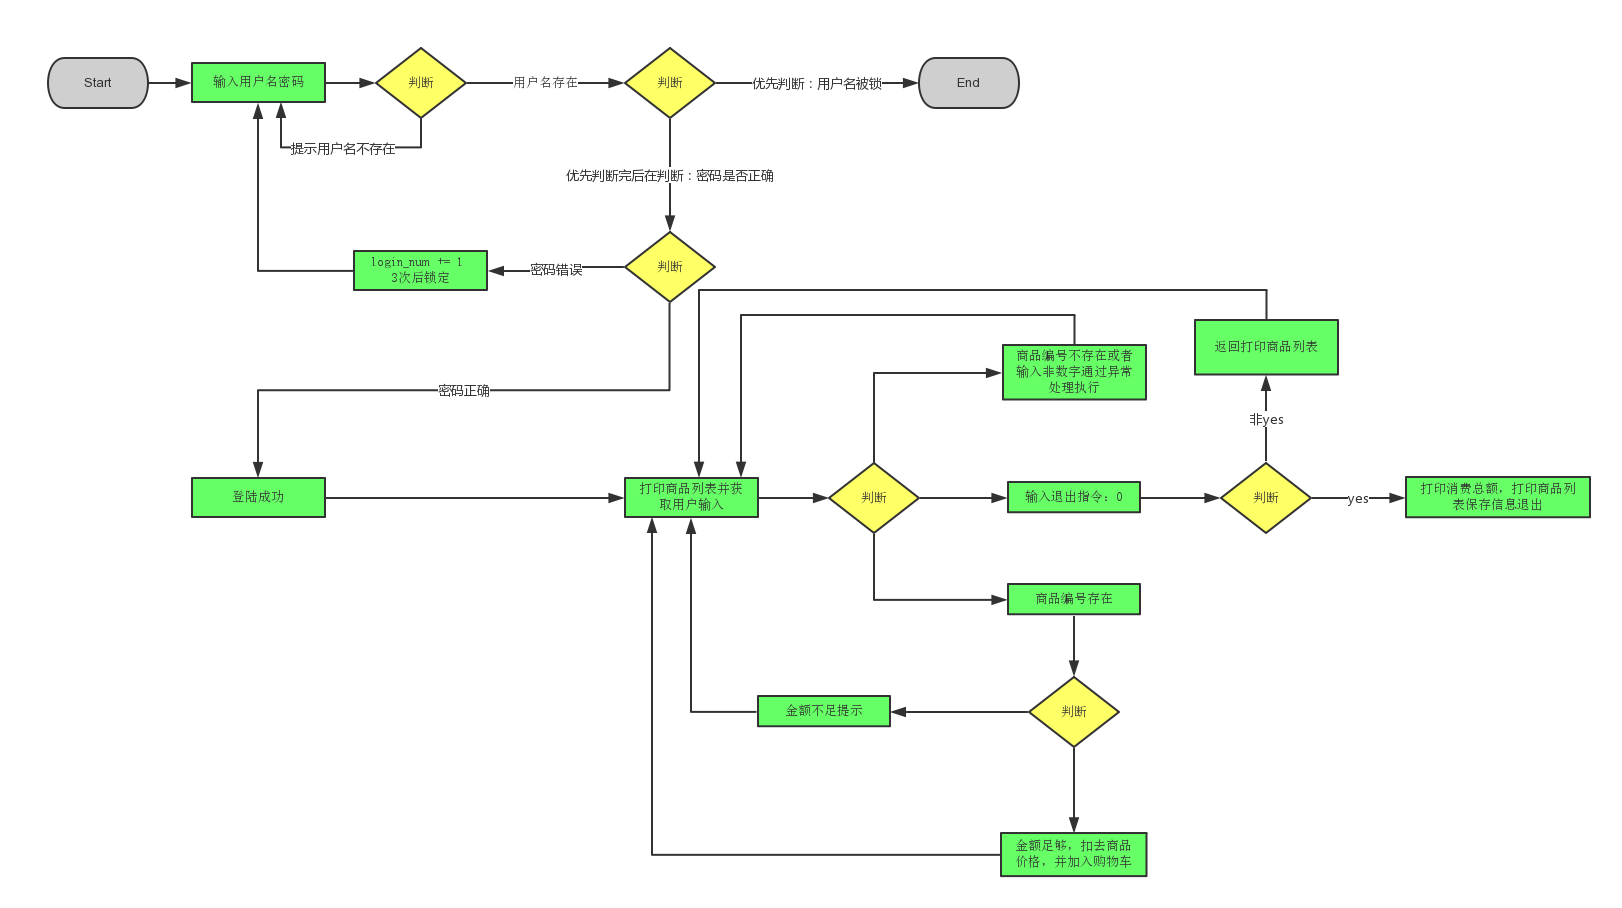 Start
输入用户名密码
判断
用户名存在
判断
优先判断：用户名被锁
End
提示用户名不存在
优先判断完后在判断：密码是否正确
login_num += 1
3次后锁定
密码错误
判断
密码正确
商品编号不存在或者
输入非数字通过异常
处理执行
返回打印商品列表
非yes
登陆成功
打印商品列表并获
取用户输入
判断
输入退出指令：0
判断
yes
打印消费总额，打印商品列
表保存信息退出
商品编号存在
金额不足提示
判断
金额足够，扣去商品
价格，并加入购物车